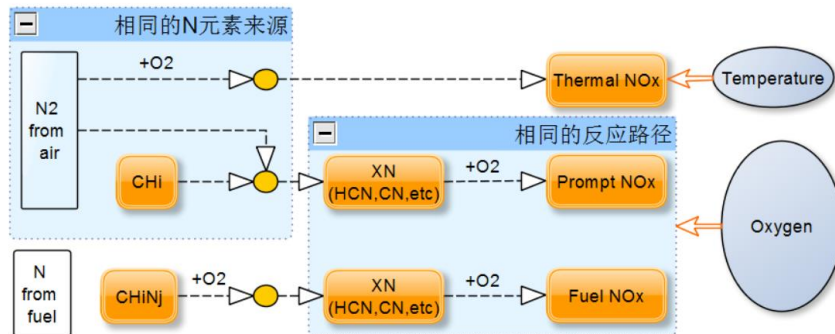 相同的N元素来源
+O2
N2
from
air
Thermal NOx
Temperature
相同的反应路径
CHi
XN
(HCN,CN,etc)
+O2
Prompt NOx
Oxygen
N
from
fuel
CHiNj
+O2
XN
(HCN,CN,etc)
+O2
Fuel NOx